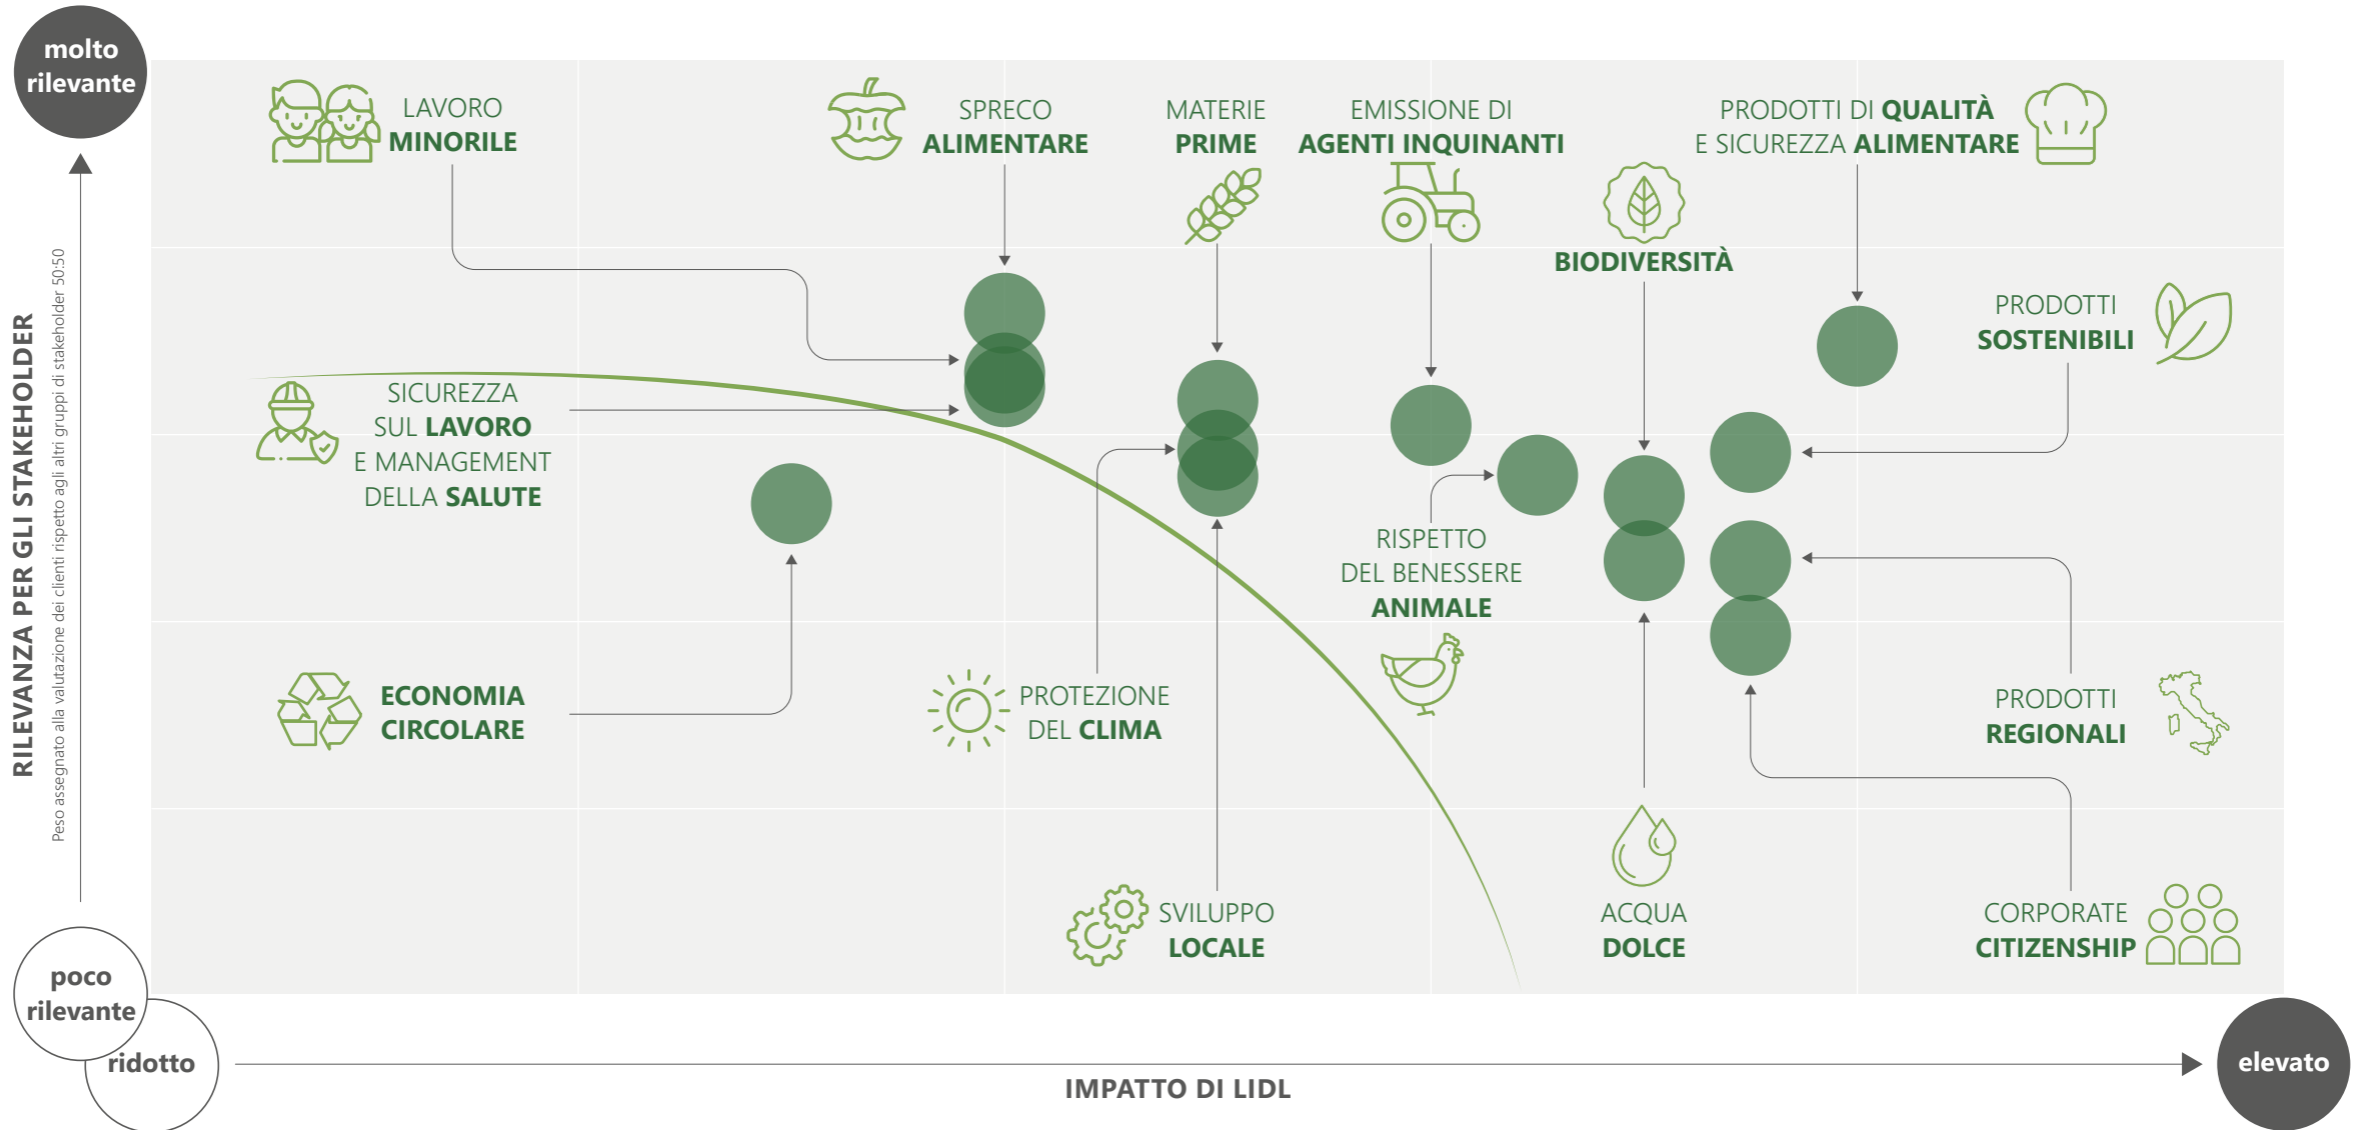 molto
rilevante
LAVORO
MINORILE
SPRECO
ALIMENTARE
MATERIE
PRIME
EMISSIONE DI
AGENTI INQUINANTI
PRODOTTI DI QUALITÀ
E SICUREZZA ALIMENTARE
BIODIVERSITÀ
PRODOTTI
SOSTENIBILI
SICUREZZA
SUL LAVORO
E MANAGEMENT
DELLA SALUTE
RISPETTO
DEL BENESSERE
ANIMALE
ECONOMIA
CIRCOLARE
PROTEZIONE
DEL CLIMA
PRODOTTI
REGIONALI
SVILUPPO
LOCALE
ACQUA
DOLCE
CORPORATE
CITIZENSHIP
RILEVANZA PER GLI STAKEHOLDER
Peso assegnato alla valutazione dei clienti rispetto agli altri gruppi di stakeholder 50:50
poco
rilevante
ridotto
IMPATTO DI LIDL
elevato